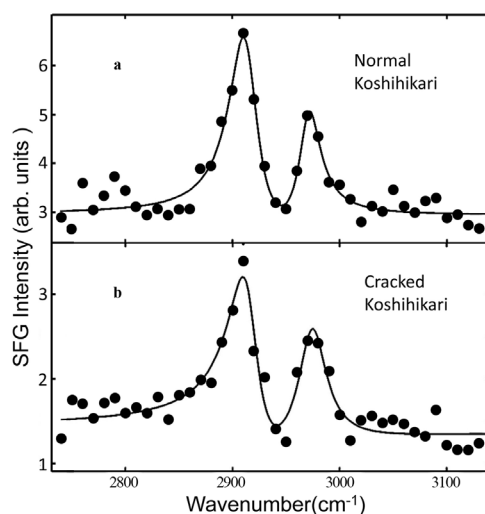 a
Normal
Koshihikari
6
5
4
3
b
Cracked
Koshihikari
3
2
1
SFG Intensity (arb. units )
2800
2900
3000
3100
Wavenumber(cm-1)